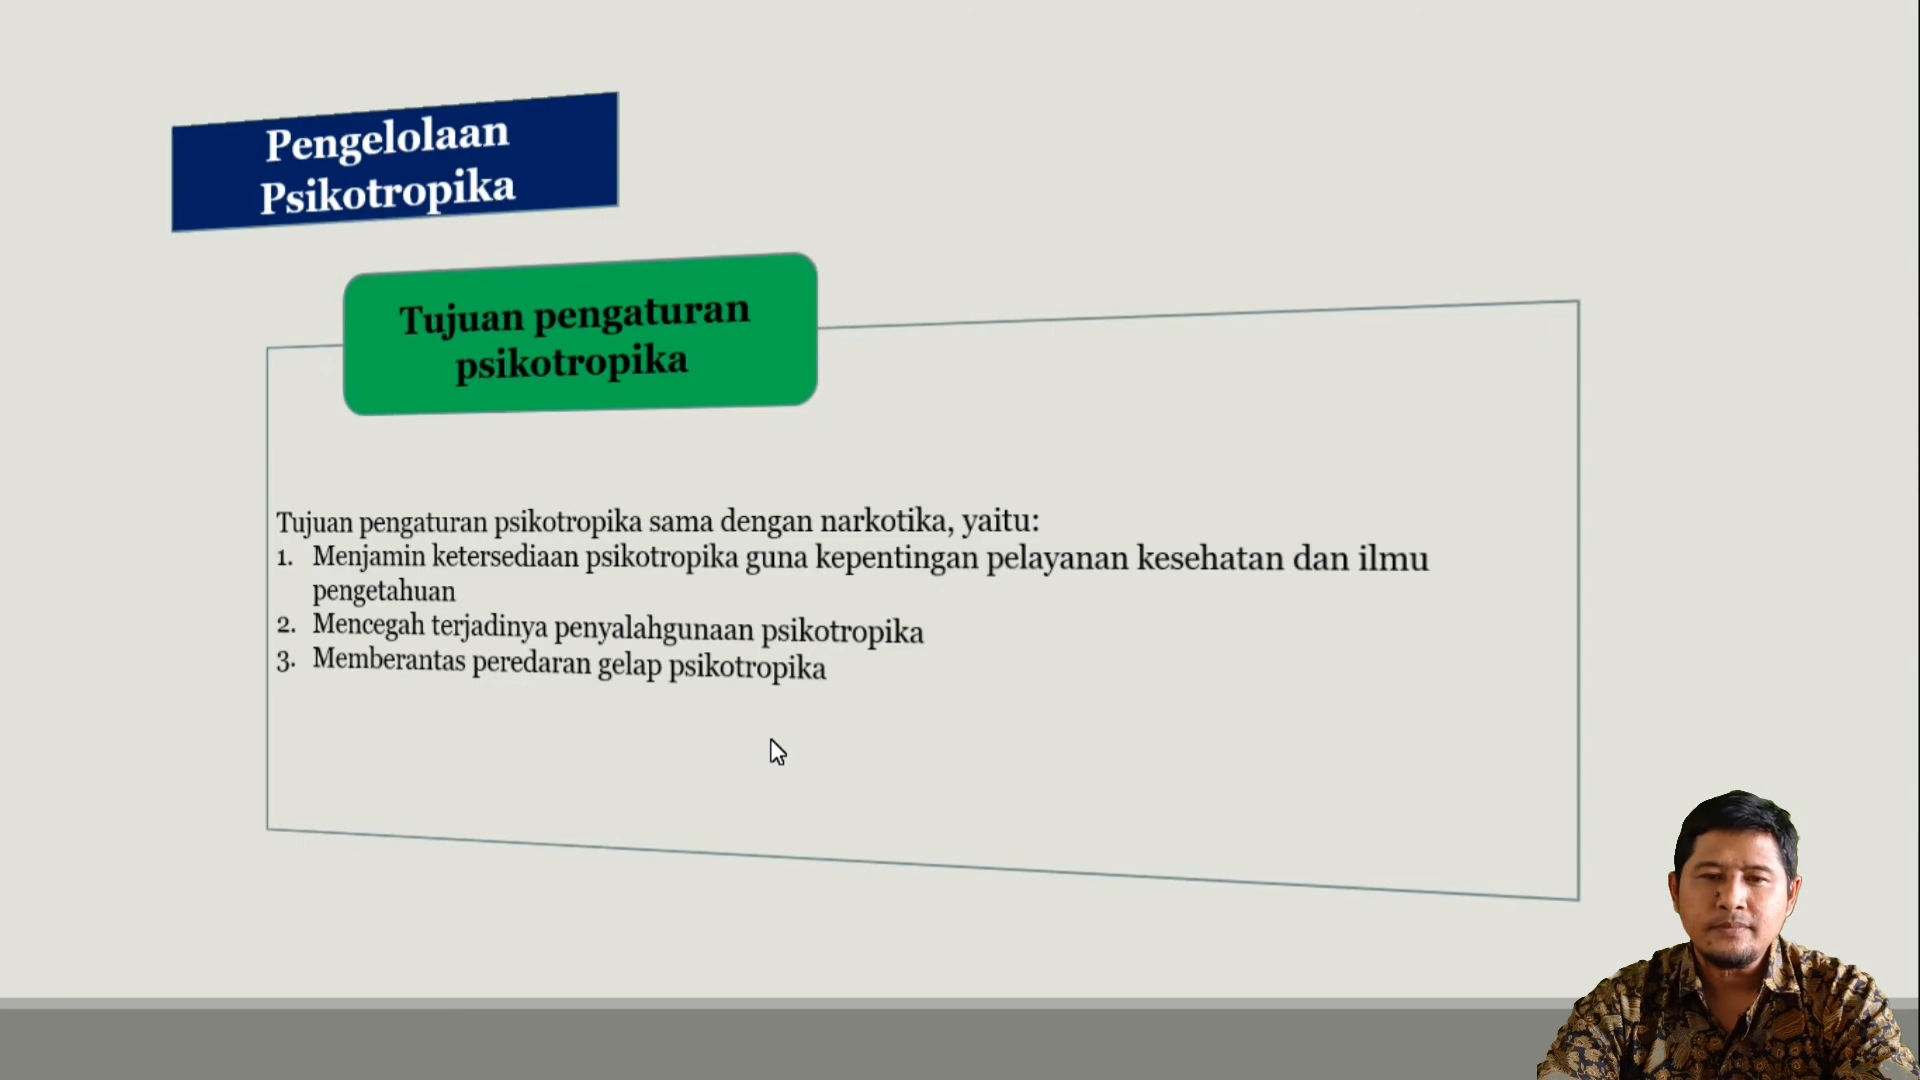 Pengelolaan
Psikotropika
Tujuan pengaturan
psikotropika
Tujuan pengaturan psikotropika sama dengan narkotika, yaitu:
1. Menjamin ketersediaan psikotropika guna kepentingan pelayanan kesehatan dan ilmu
pengetahuan
2. Mencegah terjadinya penyalahgunaan psikotropika
3. Memberantas peredaran gelap psikotropika